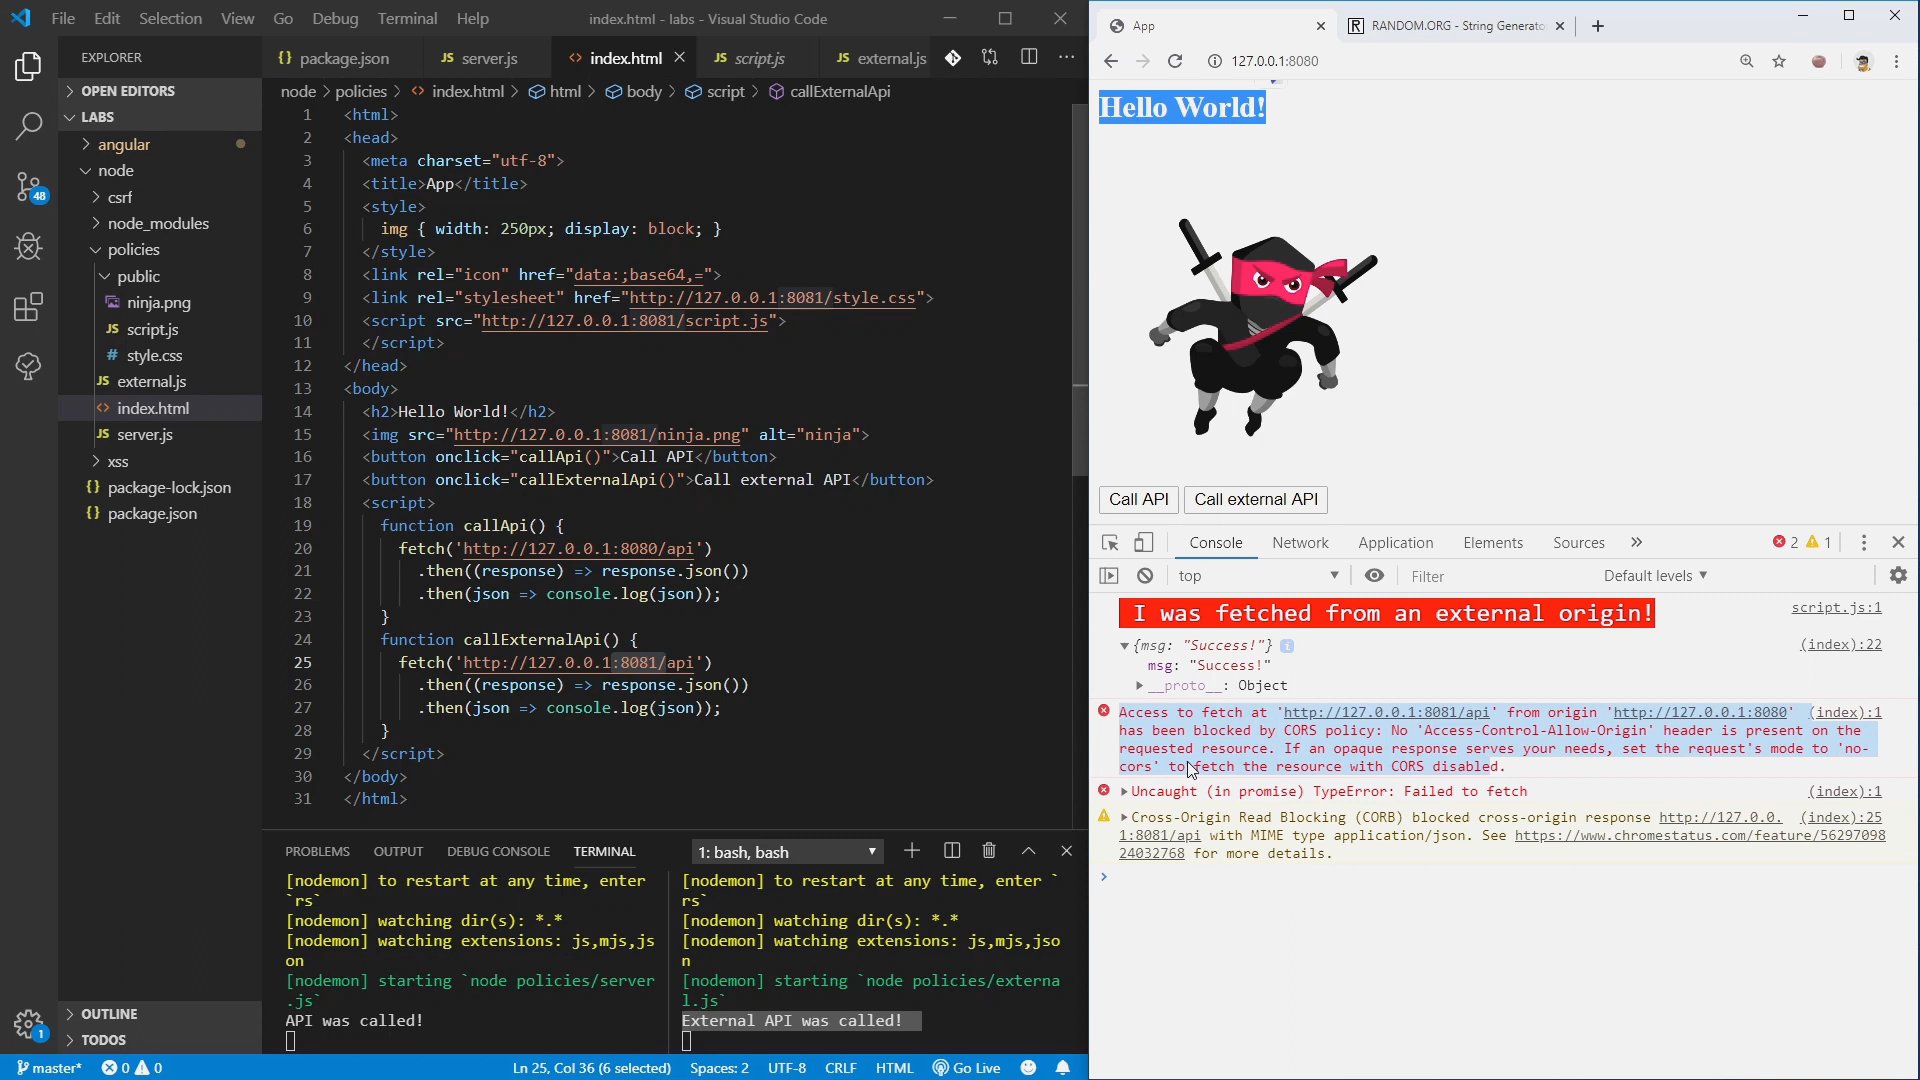 File Edit Selection View Go Debug Terminal Help
index.html - labs - Visual Studio Code
EXPLORER
OPEN EDITORS
LABS
angular
node
csrf
node_modules
policies
public
ninja.png
JS script.js
# style.css
JS external.js
<> index.html
JS server.js
xss
{} package-lock.json
{} package.json
OUTLINE
TODOS
48
1
{} package.json
JS server.js
<> index.html
JS script.js
JS external.js
node > policies > <> index.html > html > body > script > callExternalApi
1 <html>
2 <head>
3 <meta charset="utf-8">
4 <title>App</title>
5 <style>
6 img { width: 250px; display: block; }
7 </style>
8 <link rel="icon" href="data:;base64,=">
9 <link rel="stylesheet" href="http://127.0.0.1:8081/style.css">
10 <script src="http://127.0.0.1:8081/script.js">
11 </script>
12 </head>
13 <body>
14 <h2>Hello World!</h2>
15 <img src="http://127.0.0.1:8081/ninja.png" alt="ninja">
16 <button onclick="callApi()">Call API</button>
17 <button onclick="callExternalApi()">Call external API</button>
18 <script>
19 function callApi() {
20 fetch('http://127.0.0.1:8080/api')
21 .then((response) => response.json())
22 .then(json => console.log(json));
23 }
24 function callExternalApi() {
25 fetch('http://127.0.0.1:8081/api')
26 .then((response) => response.json())
27 .then(json => console.log(json));
28 }
29 </script>
30 </body>
31 </html>
PROBLEMS OUTPUT DEBUG CONSOLE TERMINAL 1: bash, bash
[nodemon] to restart at any time, enter
`rs`
[nodemon] watching dir(s): *.*
[nodemon] watching extensions: js,mjs,js
on
[nodemon] starting `node policies/server
.js`
API was called!
[nodemon] to restart at any time, enter `
rs`
[nodemon] watching dir(s): *.*
[nodemon] watching extensions: js,mjs,jso
n
[nodemon] starting `node policies/externa
l.js`
External API was called!
master* 0 0 Ln 25, Col 36 (6 selected) Spaces: 2 UTF-8 CRLF HTML Go Live
App
RANDOM.ORG - String Generato
127.0.0.1:8080
Hello World!
Call API Call external API
Console Network Application Elements Sources » 2 1
top Filter Default levels
I was fetched from an external origin! script.js:1
{msg: "Success!"} (index):22
msg: "Success!"
__proto__: Object
Access to fetch at 'http://127.0.0.1:8081/api' from origin 'http://127.0.0.1:8080' (index):1
has been blocked by CORS policy: No 'Access-Control-Allow-Origin' header is present on the
requested resource. If an opaque response serves your needs, set the request's mode to 'no-
cors' to fetch the resource with CORS disabled.
Uncaught (in promise) TypeError: Failed to fetch (index):1
Cross-Origin Read Blocking (CORB) blocked cross-origin response http://127.0.0. (index):25
1:8081/api with MIME type application/json. See https://www.chromestatus.com/feature/56297098
24032768 for more details.